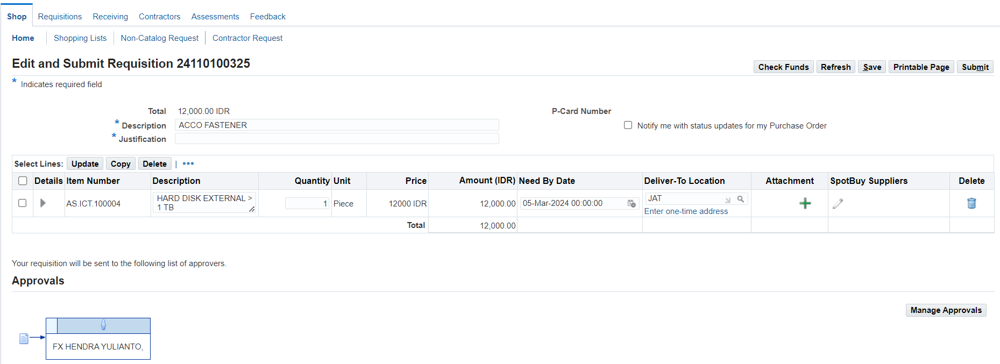 Shop Requisitions Receiving Contractors Assessments Feedback
Home Shopping Lists Non-Catalog Request Contractor Request
Edit and Submit Requisition 24110100325
Check Funds Refresh Save Printable Page Submit
* Indicates required field
Total 12,000.00 IDR
P-Card Number
* Description ACCO FASTENER
Notify me with status updates for my Purchase Order
* Justification
Select Lines: Update Copy Delete | •••
Details Item Number Description Quantity Unit Price Amount (IDR) Need By Date Deliver-To Location Attachment SpotBuy Suppliers Delete
AS.ICT.100004 HARD DISK EXTERNAL > 1 Piece 12000 IDR 12,000.00 05-Mar-2024 00:00:00 JAT
1 TB
Enter one-time address
Total 12,000.00
Your requisition will be sent to the following list of approvers.
Approvals
Manage Approvals
FX HENDRA YULIANTO,